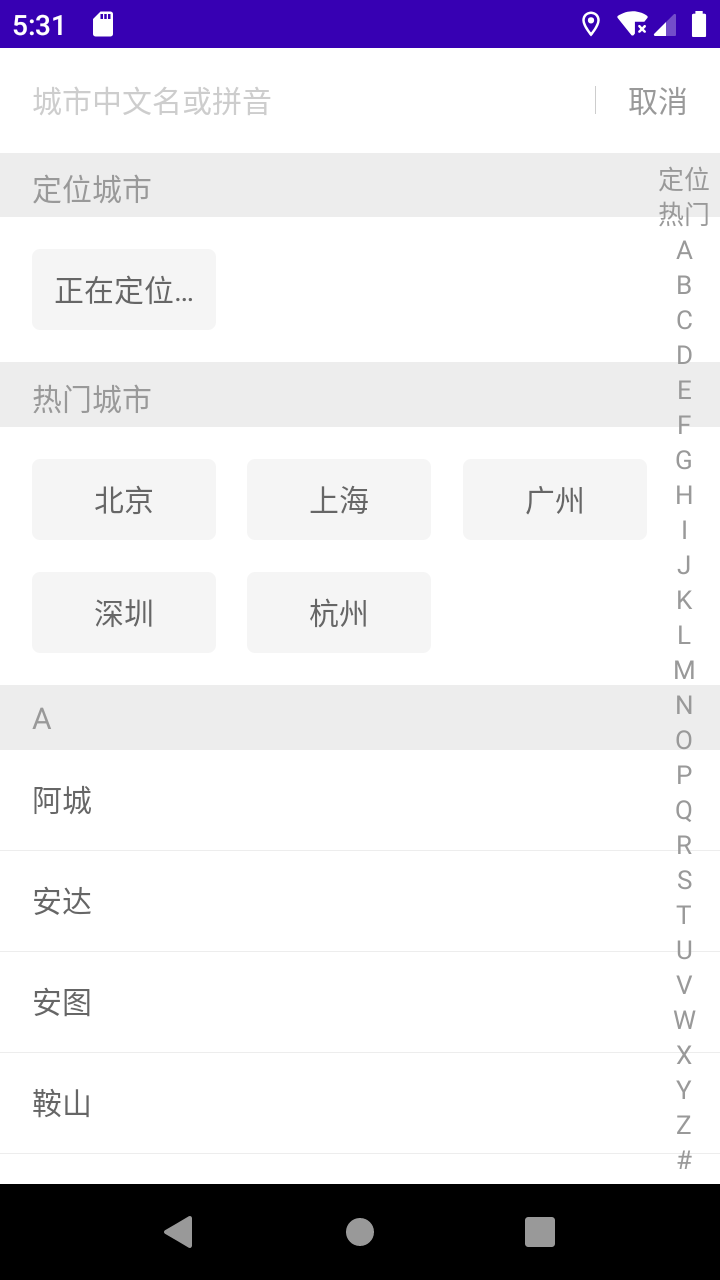 5:31
城市中文名或拼音
取消
定位城市
正在定位...
热门城市
北京
上海
广州
深圳
杭州
A
阿城
安达
安图
鞍山
定位
热门
A
B
C
D
E
F
G
H
I
J
K
L
M
N
O
P
Q
R
S
T
U
V
W
X
Y
Z
#